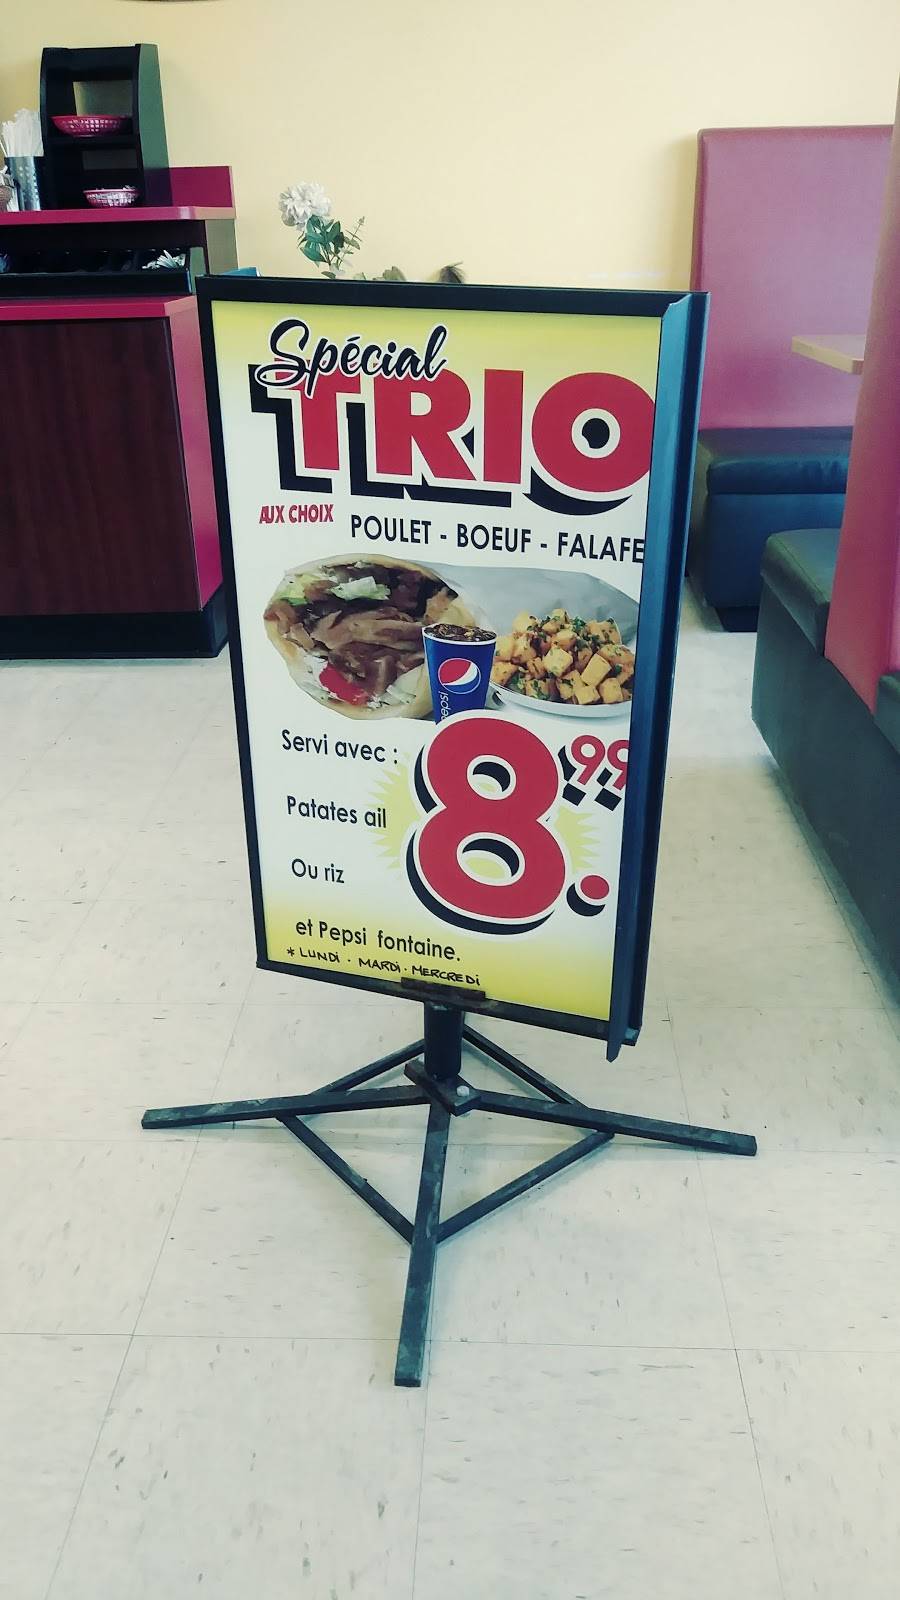 Spécial
TRIO
AUX CHOIX
POULET - BOEUF - FALAFE
pepsi
Servi avec :
8.99
Patates ail
Ou riz
et Pepsi fontaine.
* LUNDI · MARDI · MERCREDI